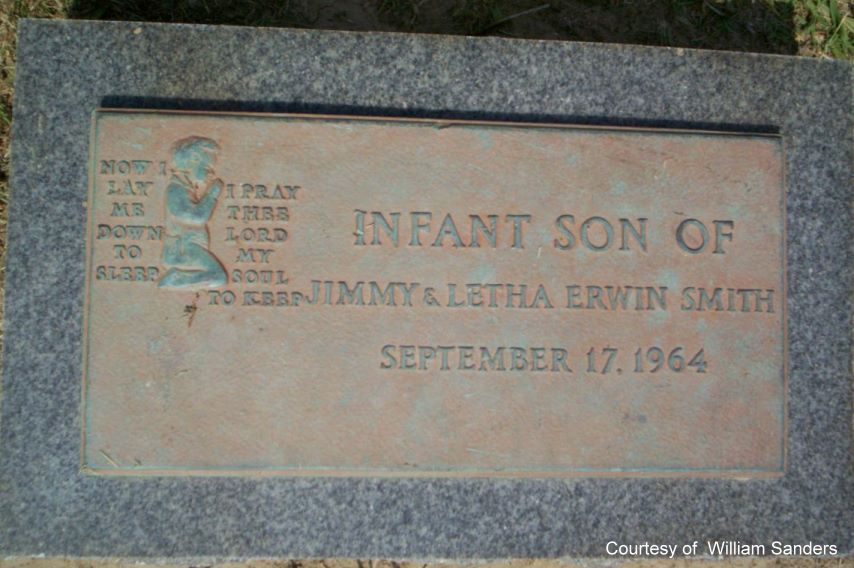 NOW I
LAY
ME
DOWN
TO
SLEEP
I PRAY
THEE
LORD
MY
SOUL
TO KEEP
INFANT SON OF
JIMMY & LETHA ERWIN SMITH
SEPTEMBER 17, 1964
Courtesy of William Sanders